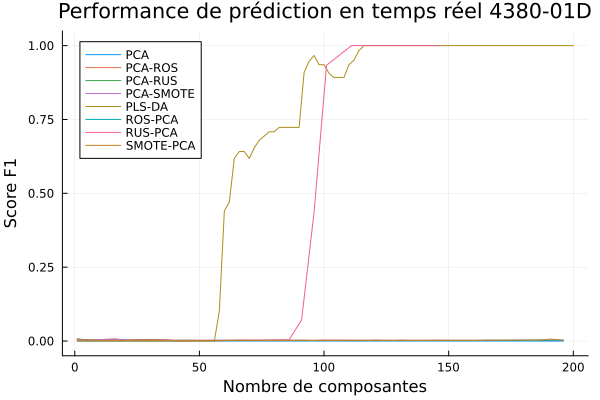 Performance de prédiction en temps réel 4380-01D
Score F1
1.00
0.75
0.50
0.25
0.00
PCA
PCA-ROS
PCA-RUS
PCA-SMOTE
PLS-DA
ROS-PCA
RUS-PCA
SMOTE-PCA
0
50
100
150
200
Nombre de composantes